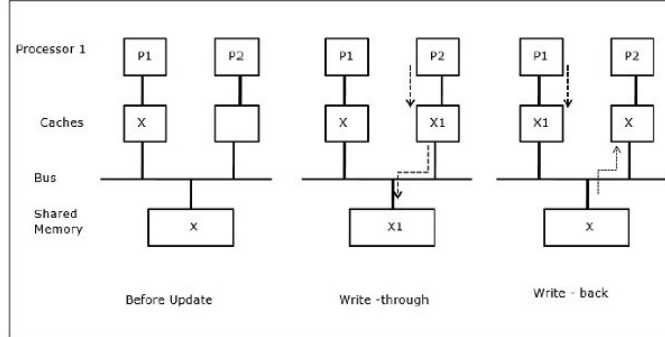 Processor 1 P1 P2 P1 P2 P1 P2
Caches X X X1 X1 X
Bus
Shared
Memory X X1 X
Before Update Write -through Write - back